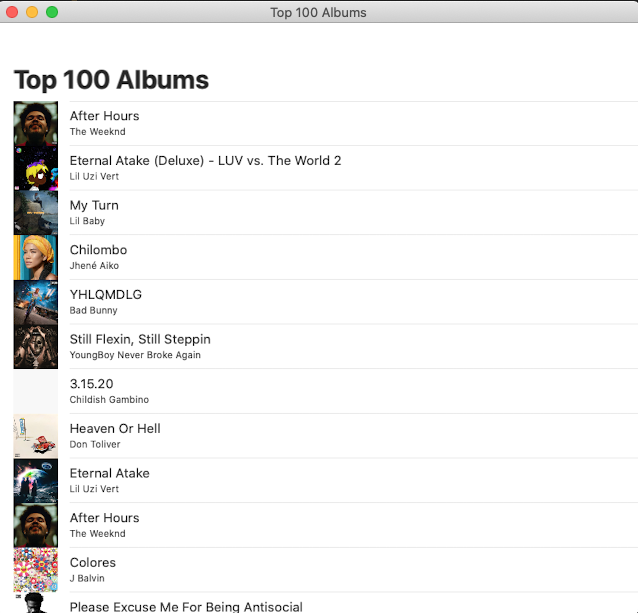 Top 100 Albums
Top 100 Albums
After Hours
The Weeknd
Eternal Atake (Deluxe) - LUV vs. The World 2
Lil Uzi Vert
My Turn
Lil Baby
Chilombo
Jhené Aiko
YHLQMDLG
Bad Bunny
Still Flexin, Still Steppin
YoungBoy Never Broke Again
3.15.20
Childish Gambino
Heaven Or Hell
Don Toliver
Eternal Atake
Lil Uzi Vert
After Hours
The Weeknd
Colores
J Balvin
Please Excuse Me For Being Antisocial